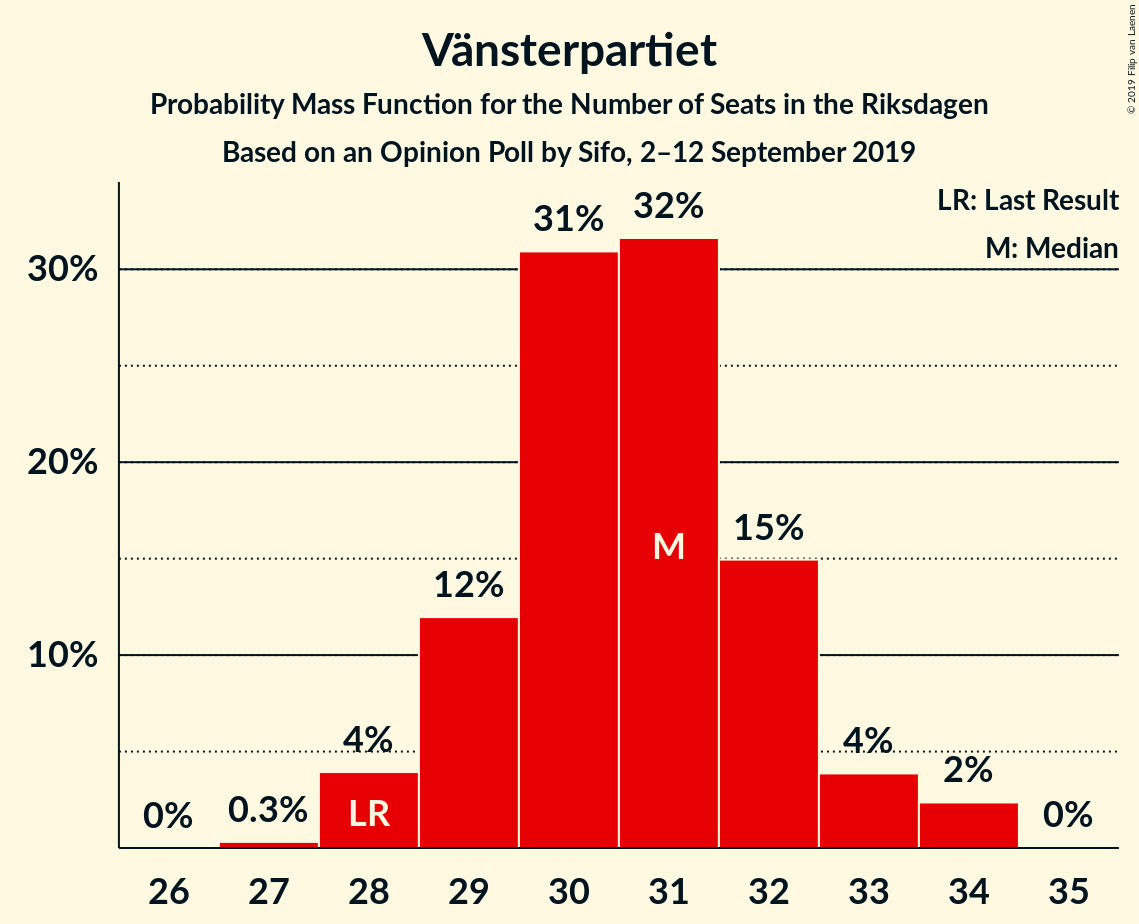 Vänsterpartiet
Probability Mass Function for the Number of Seats in the Riksdagen
Based on an Opinion Poll by Sifo, 2–12 September 2019
© 2019 Filip van Laenen
LR: Last Result
M: Median
30%
20%
10%
0%
0.3%
4%
12%
31%
32%
15%
4%
2%
0%
LR
M
26 27 28 29 30 31 32 33 34 35